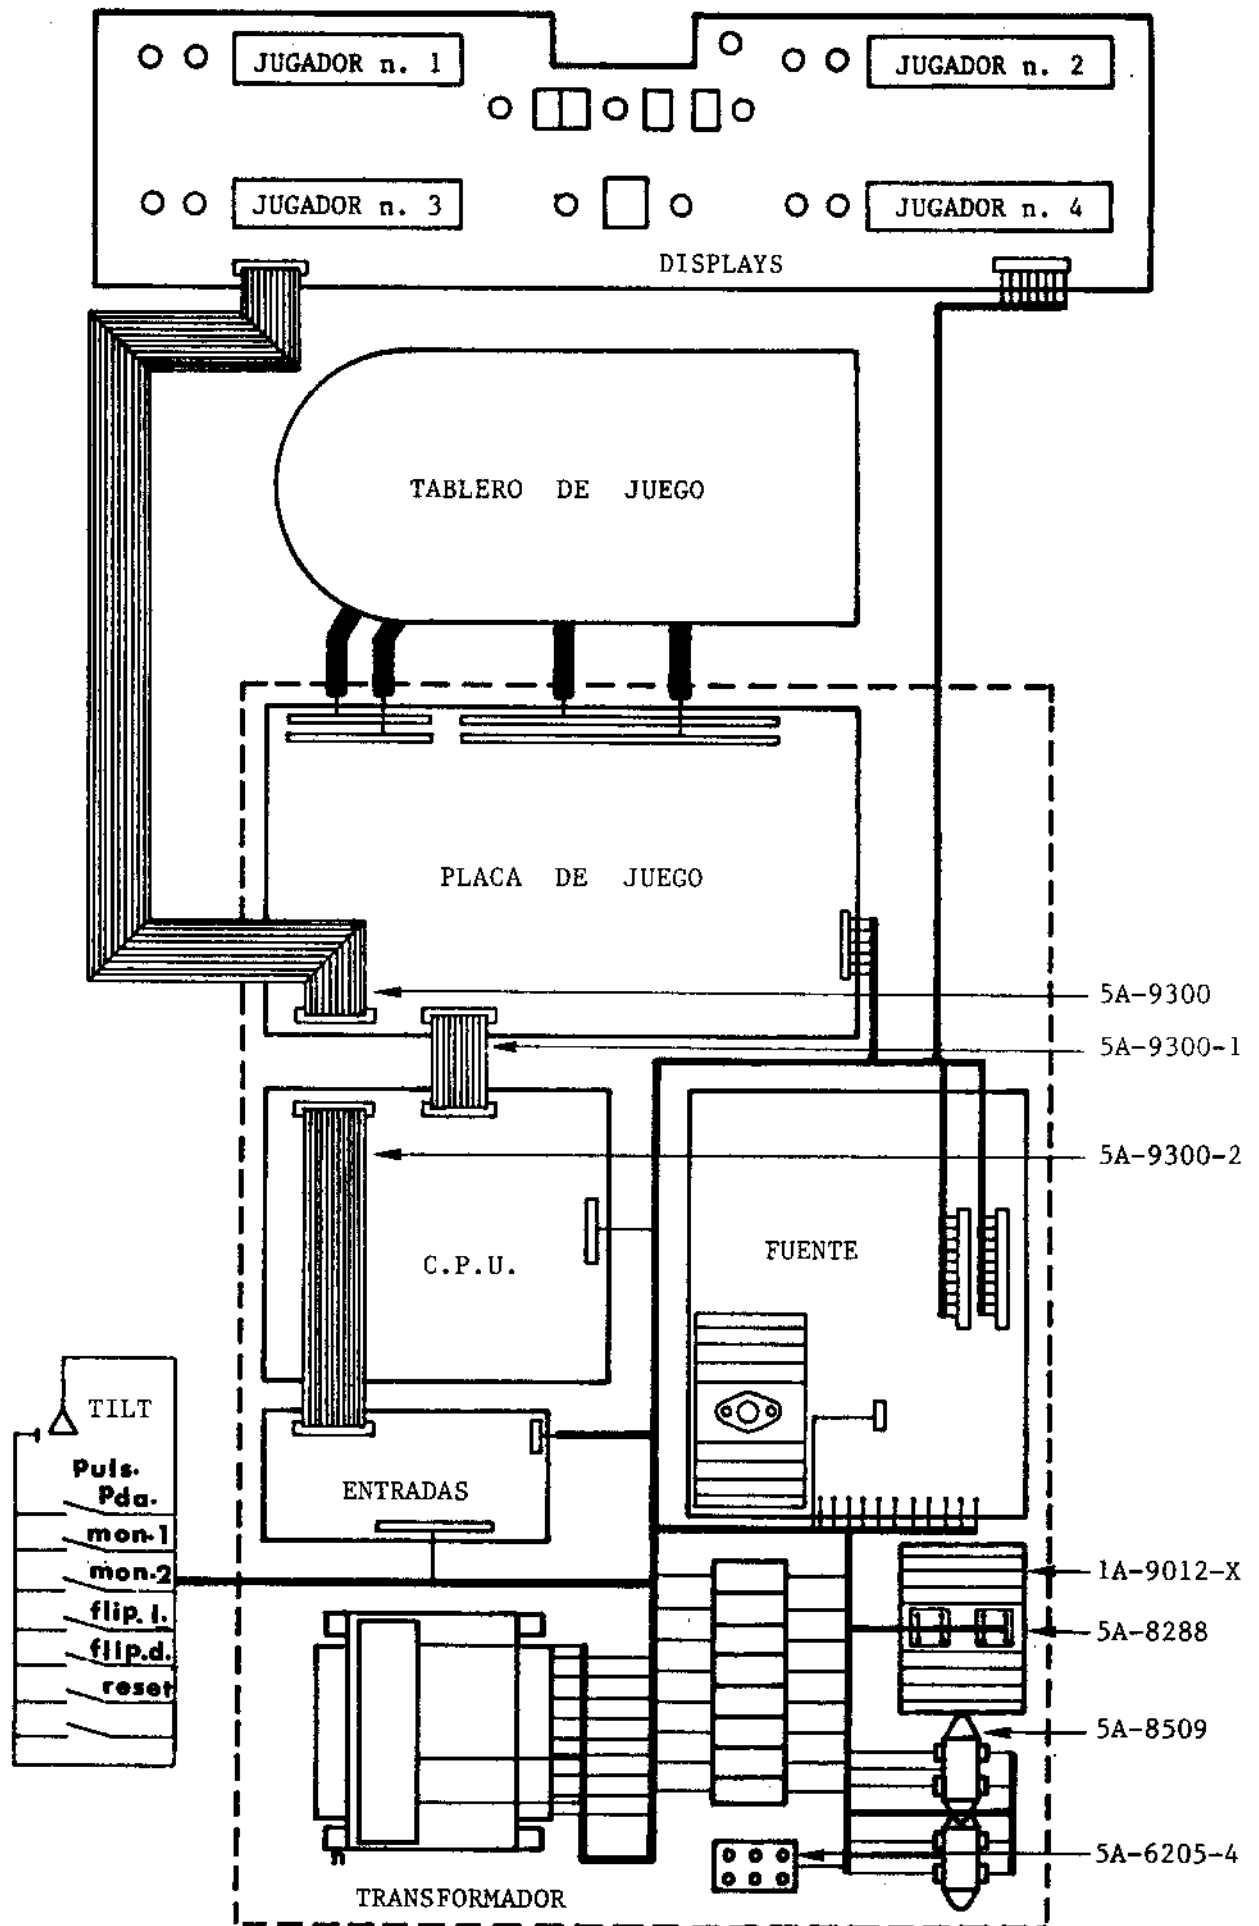 JUGADOR n. 1
JUGADOR n. 2
JUGADOR n. 3
JUGADOR n. 4
DISPLAYS
TABLERO DE JUEGO
PLACA DE JUEGO
5A-9300
5A-9300-1
5A-9300-2
FUENTE
C.P.U.
TILT
Puls.
Pda.
ENTRADAS
mon-1
mon-2
flip.i.
flip.d.
reset
1A-9012-X
5A-8288
5A-8509
5A-6205-4
TRANSFORMADOR